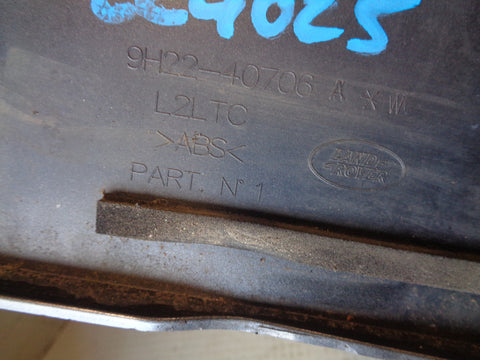 9H22-40706 A X W
L2LTC
>ABS<
PART. N° 1
LAND-
ROVER